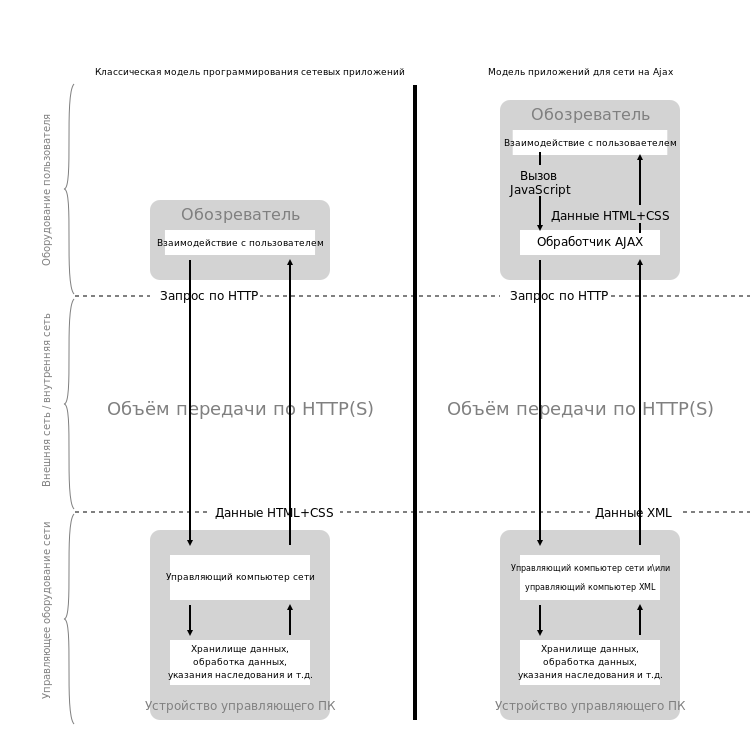 Классическая модель программирования сетевых приложений
Модель приложений для сети на Ajax
Оборудование пользователя
Обозреватель
Взаимодействие с пользователем
Обозреватель
Взаимодействие с пользоваетелем
Вызов
JavaScript
Данные HTML+CSS
Обработчик AJAX
Запрос по HTTP
Запрос по HTTP
Внешняя сеть / внутренняя сеть
Объём передачи по HTTP(S)
Объём передачи по HTTP(S)
Данные HTML+CSS
Данные XML
Управляющее оборудование сети
Управляющий компьютер сети
Хранилище данных,
обработка данных,
указания наследования и т.д.
Устройство управляющего ПК
Управляющий компьютер сети и\или
управляющий компьютер XML
Хранилище данных,
обработка данных,
указания наследования и т.д.
Устройство управляющего ПК